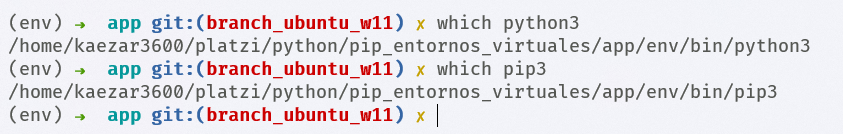 (env) ➜  app git:(branch_ubuntu_w11) ✗ which python3
/home/kaezar3600/platzi/python/pip_entornos_virtuales/app/env/bin/python3
(env) ➜  app git:(branch_ubuntu_w11) ✗ which pip3
/home/kaezar3600/platzi/python/pip_entornos_virtuales/app/env/bin/pip3
(env) ➜  app git:(branch_ubuntu_w11) ✗